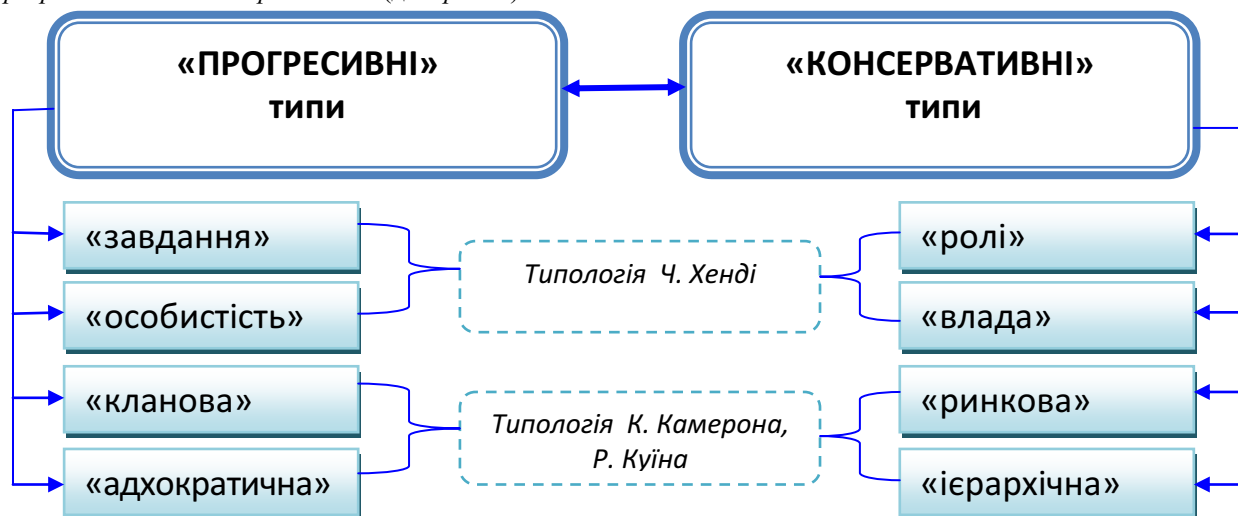 «ПРОГРЕСИВНІ»
типи
«КОНСЕРВАТИВНІ»
типи
«завдання»
«особистість»
Типологія Ч. Хенді
«ролі»
«влада»
«кланова»
«адхократична»
Типологія К. Камерона,
Р. Куїна
«ринкова»
«ієрархічна»